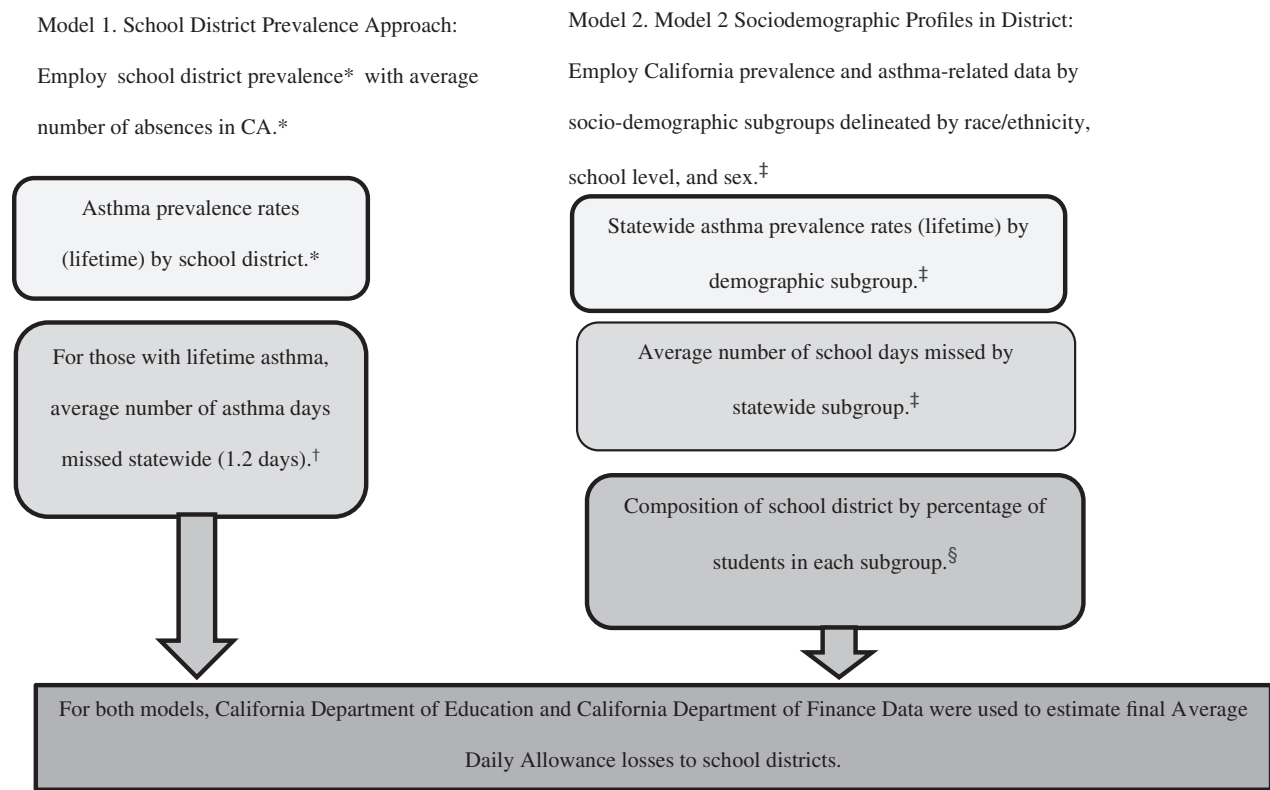 Model 1. School District Prevalence Approach:
Employ school district prevalence* with average
number of absences in CA.*
Asthma prevalence rates
(lifetime) by school district.*
For those with lifetime asthma,
average number of asthma days
missed statewide (1.2 days).†
Model 2. Model 2 Sociodemographic Profiles in District:
Employ California prevalence and asthma-related data by
socio-demographic subgroups delineated by race/ethnicity,
school level, and sex.‡
Statewide asthma prevalence rates (lifetime) by
demographic subgroup.‡
Average number of school days missed by
statewide subgroup.‡
Composition of school district by percentage of
students in each subgroup.§
For both models, California Department of Education and California Department of Finance Data were used to estimate final Average
Daily Allowance losses to school districts.